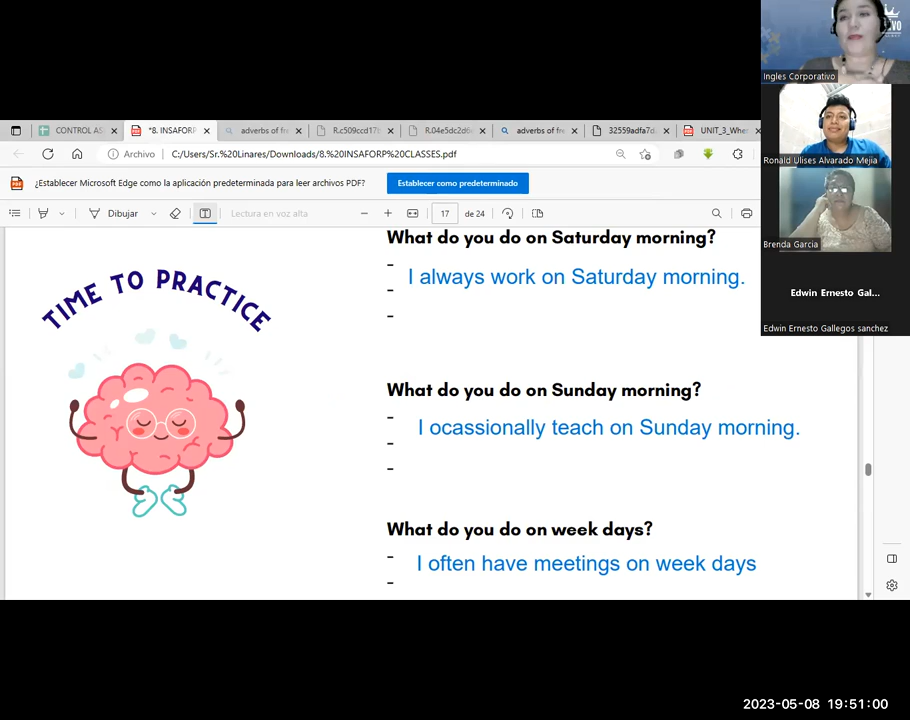 Ingles Corporativo
Ronald Ulises Alvarado Mejia
Brenda Garcia
Edwin Ernesto Gal...
Edwin Ernesto Gallegos sanchez
CONTROL AS
*8. INSAFORP
adverbs of fre
R.c509ccd17b
R.04e5dc2d6
adverbs of fre
32559adfa7d
UNIT_3_Wher
Archivo
C:/Users/Sr.%20Linares/Downloads/8.%20INSAFORP%20CLASSES.pdf
¿Establecer Microsoft Edge como la aplicación predeterminada para leer archivos PDF?
Establecer como predeterminado
Dibujar
Lectura en voz alta
17
de 24
TIME TO PRACTICE
What do you do on Saturday morning?
- I always work on Saturday morning.
-
-
What do you do on Sunday morning?
- I ocassionally teach on Sunday morning.
-
-
What do you do on week days?
- I often have meetings on week days
-
2023-05-08 19:51:00